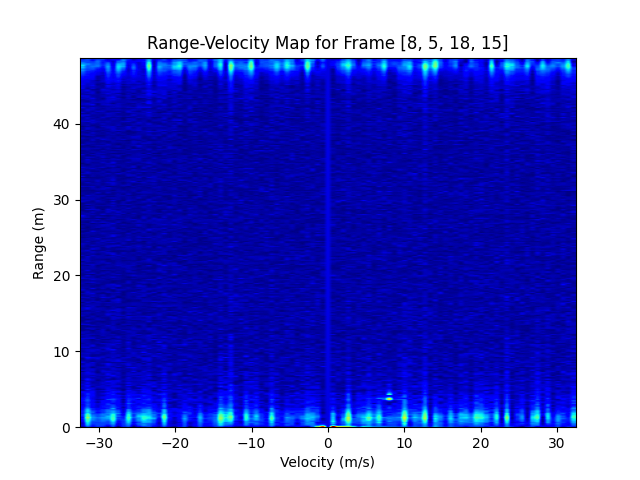 Range-Velocity Map for Frame [8, 5, 18, 15]
40
30
20
10
0
Range (m)
−30 −20 −10 0 10 20 30
Velocity (m/s)